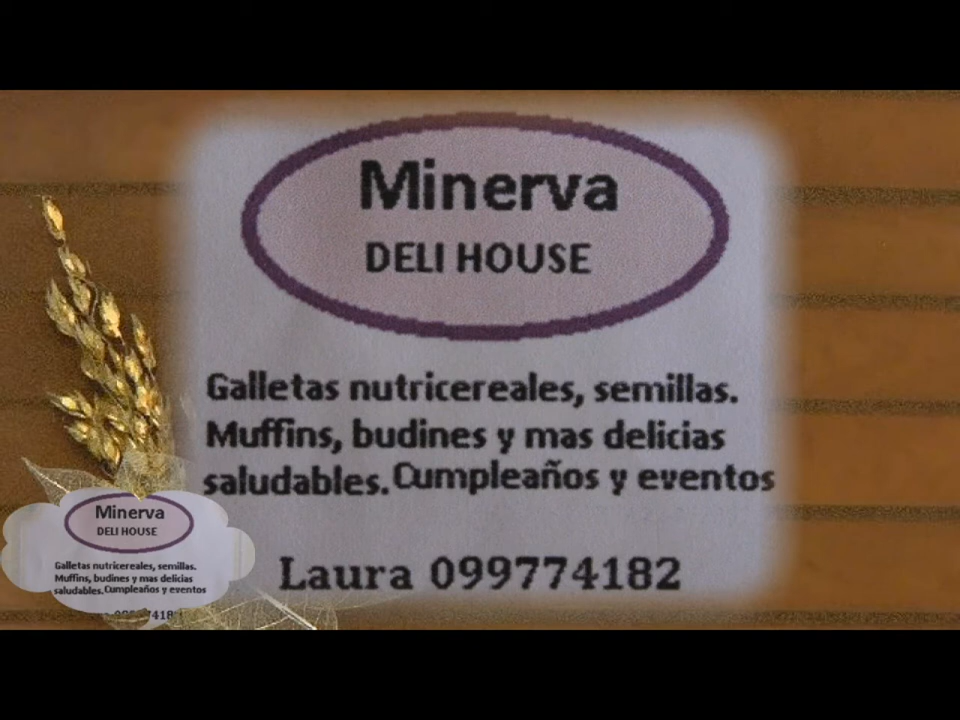 Minerva
DELI HOUSE
Galletas nutricereales, semillas.
Muffins, budines y mas delicias
saludables. Cumpleaños y eventos
Laura 099774182
Minerva
DELI HOUSE
Galletas nutricereales, semillas.
Muffins, budines y mas delicias
saludables. Cumpleaños y eventos